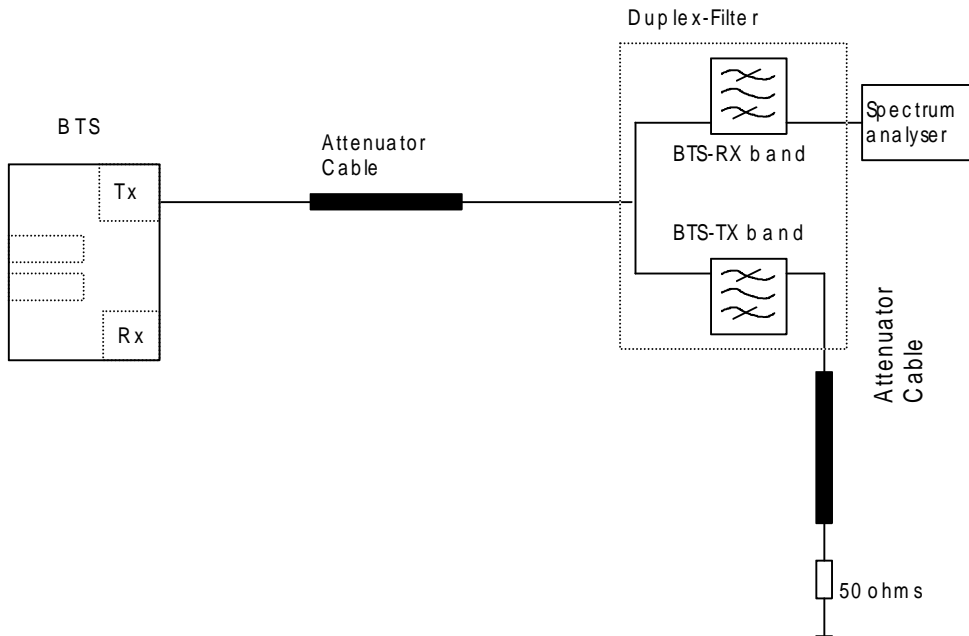 Duplex-Filter
BTS
Attenuator
Cable
Tx
Rx
BTS-RX band
Spectrum
analyser
BTS-TX band
Attenuator
Cable
50 ohms